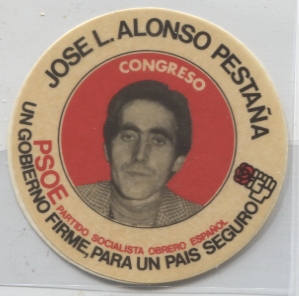 JOSE L. ALONSO PESTAÑA
CONGRESO
PSOE
PARTIDO SOCIALISTA OBRERO ESPAÑOL
UN GOBIERNO FIRME, PARA UN PAIS SEGURO